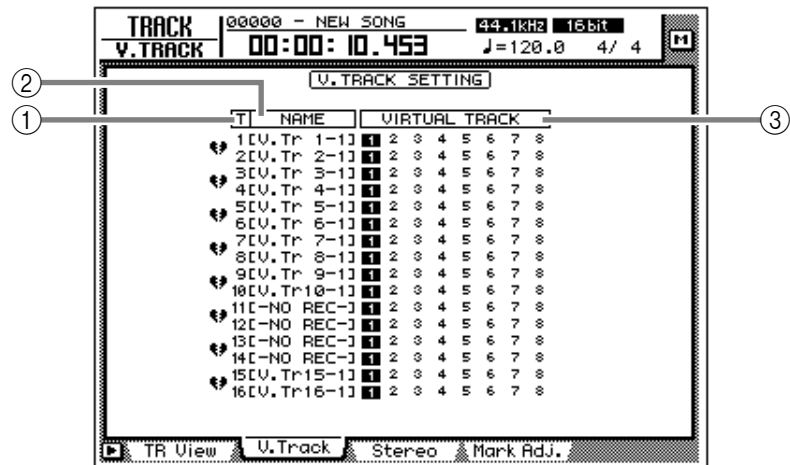 TRACK 00000 - NEW SONG 44.1kHz 16bit
V.TRACK 00:00: 10.453 ♩=120.0 4/ 4 M
V.TRACK SETTING
② 
① T NAME VIRTUAL TRACK ③
1[V.Tr 1-1] 1 2 3 4 5 6 7 8
2[V.Tr 2-1] 1 2 3 4 5 6 7 8
3[V.Tr 3-1] 1 2 3 4 5 6 7 8
4[V.Tr 4-1] 1 2 3 4 5 6 7 8
5[V.Tr 5-1] 1 2 3 4 5 6 7 8
6[V.Tr 6-1] 1 2 3 4 5 6 7 8
7[V.Tr 7-1] 1 2 3 4 5 6 7 8
8[V.Tr 8-1] 1 2 3 4 5 6 7 8
9[V.Tr 9-1] 1 2 3 4 5 6 7 8
10[V.Tr10-1] 1 2 3 4 5 6 7 8
11[-NO REC-] 1 2 3 4 5 6 7 8
12[-NO REC-] 1 2 3 4 5 6 7 8
13[-NO REC-] 1 2 3 4 5 6 7 8
14[-NO REC-] 1 2 3 4 5 6 7 8
15[V.Tr15-1] 1 2 3 4 5 6 7 8
16[V.Tr16-1] 1 2 3 4 5 6 7 8
TR View V.Track Stereo Mark Adj.